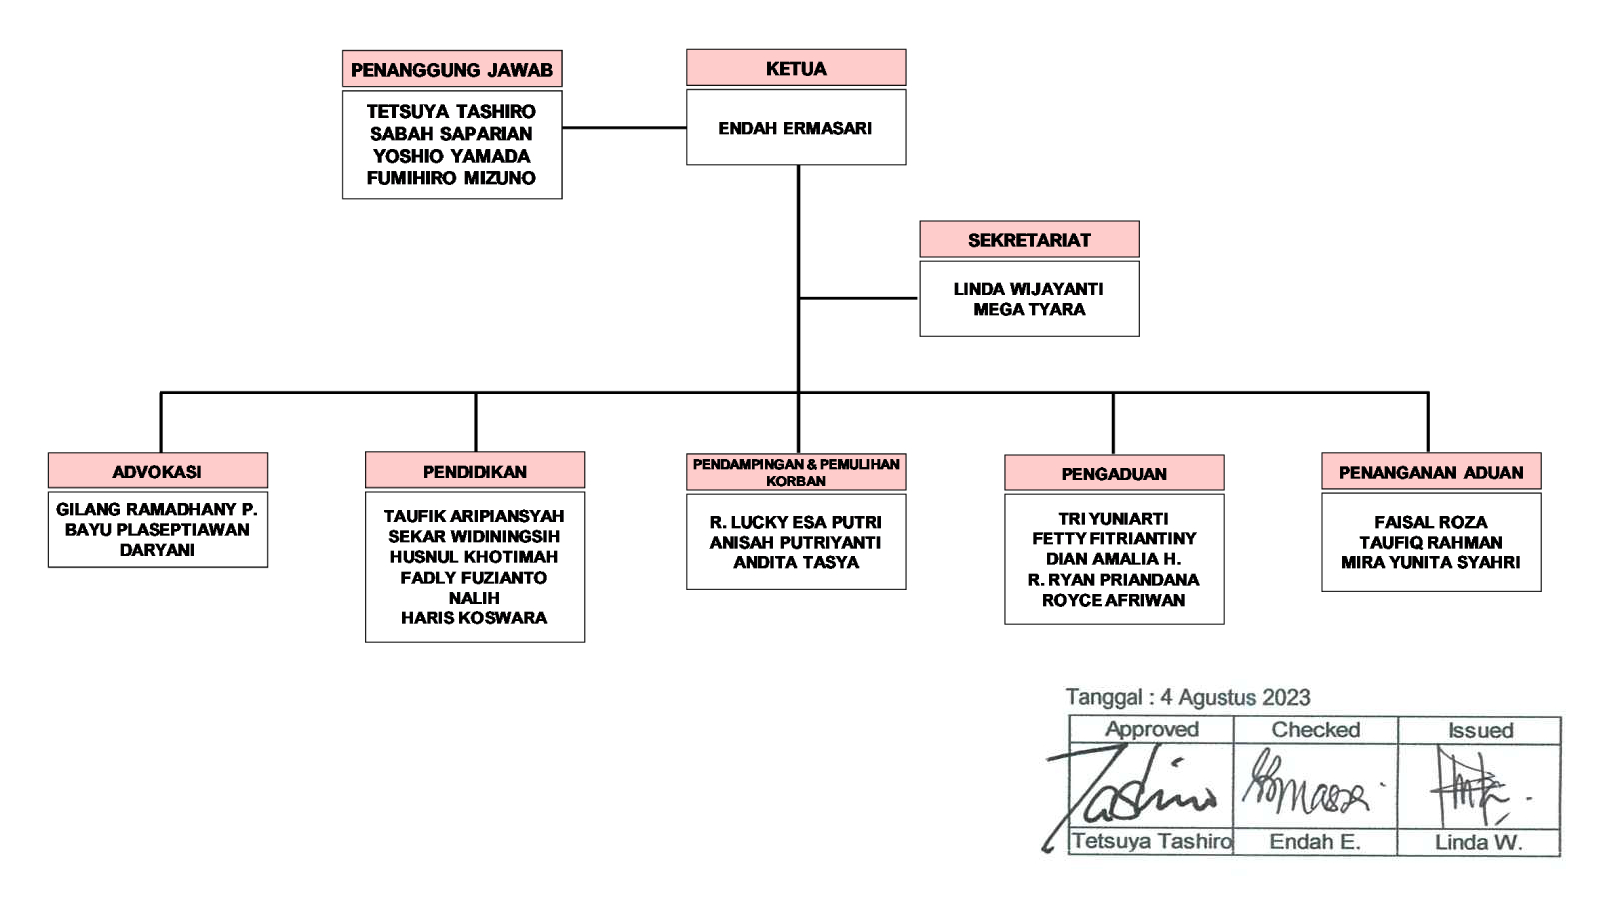 PENANGGUNG JAWAB
TETSUYA TASHIRO
SABAH SAPARIAN
YOSHIO YAMADA
FUMIHIRO MIZUNO
KETUA
ENDAH ERMASARI
SEKRETARIAT
LINDA WIJAYANTI
MEGA TYARA
ADVOKASI
GILANG RAMADHANY P.
BAYU PLASEPTIAWAN
DARYANI
PENDIDIKAN
TAUFIK ARIPIANSYAH
SEKAR WIDININGSIH
HUSNUL KHOTIMAH
FADLY FUZIANTO
NALIH
HARIS KOSWARA
PENDAMPINGAN & PEMULIHAN
KORBAN
R. LUCKY ESA PUTRI
ANISAH PUTRIYANTI
ANDITA TASYA
PENGADUAN
TRI YUNIARTI
FETTY FITRIANTINY
DIAN AMALIA H.
R. RYAN PRIANDANA
ROYCE AFRIWAN
PENANGANAN ADUAN
FAISAL ROZA
TAUFIQ RAHMAN
MIRA YUNITA SYAHRI
Tanggal : 4 Agustus 2023
Approved Checked Issued
Tashiro
Tetsuya Tashiro Endah E. Linda W.